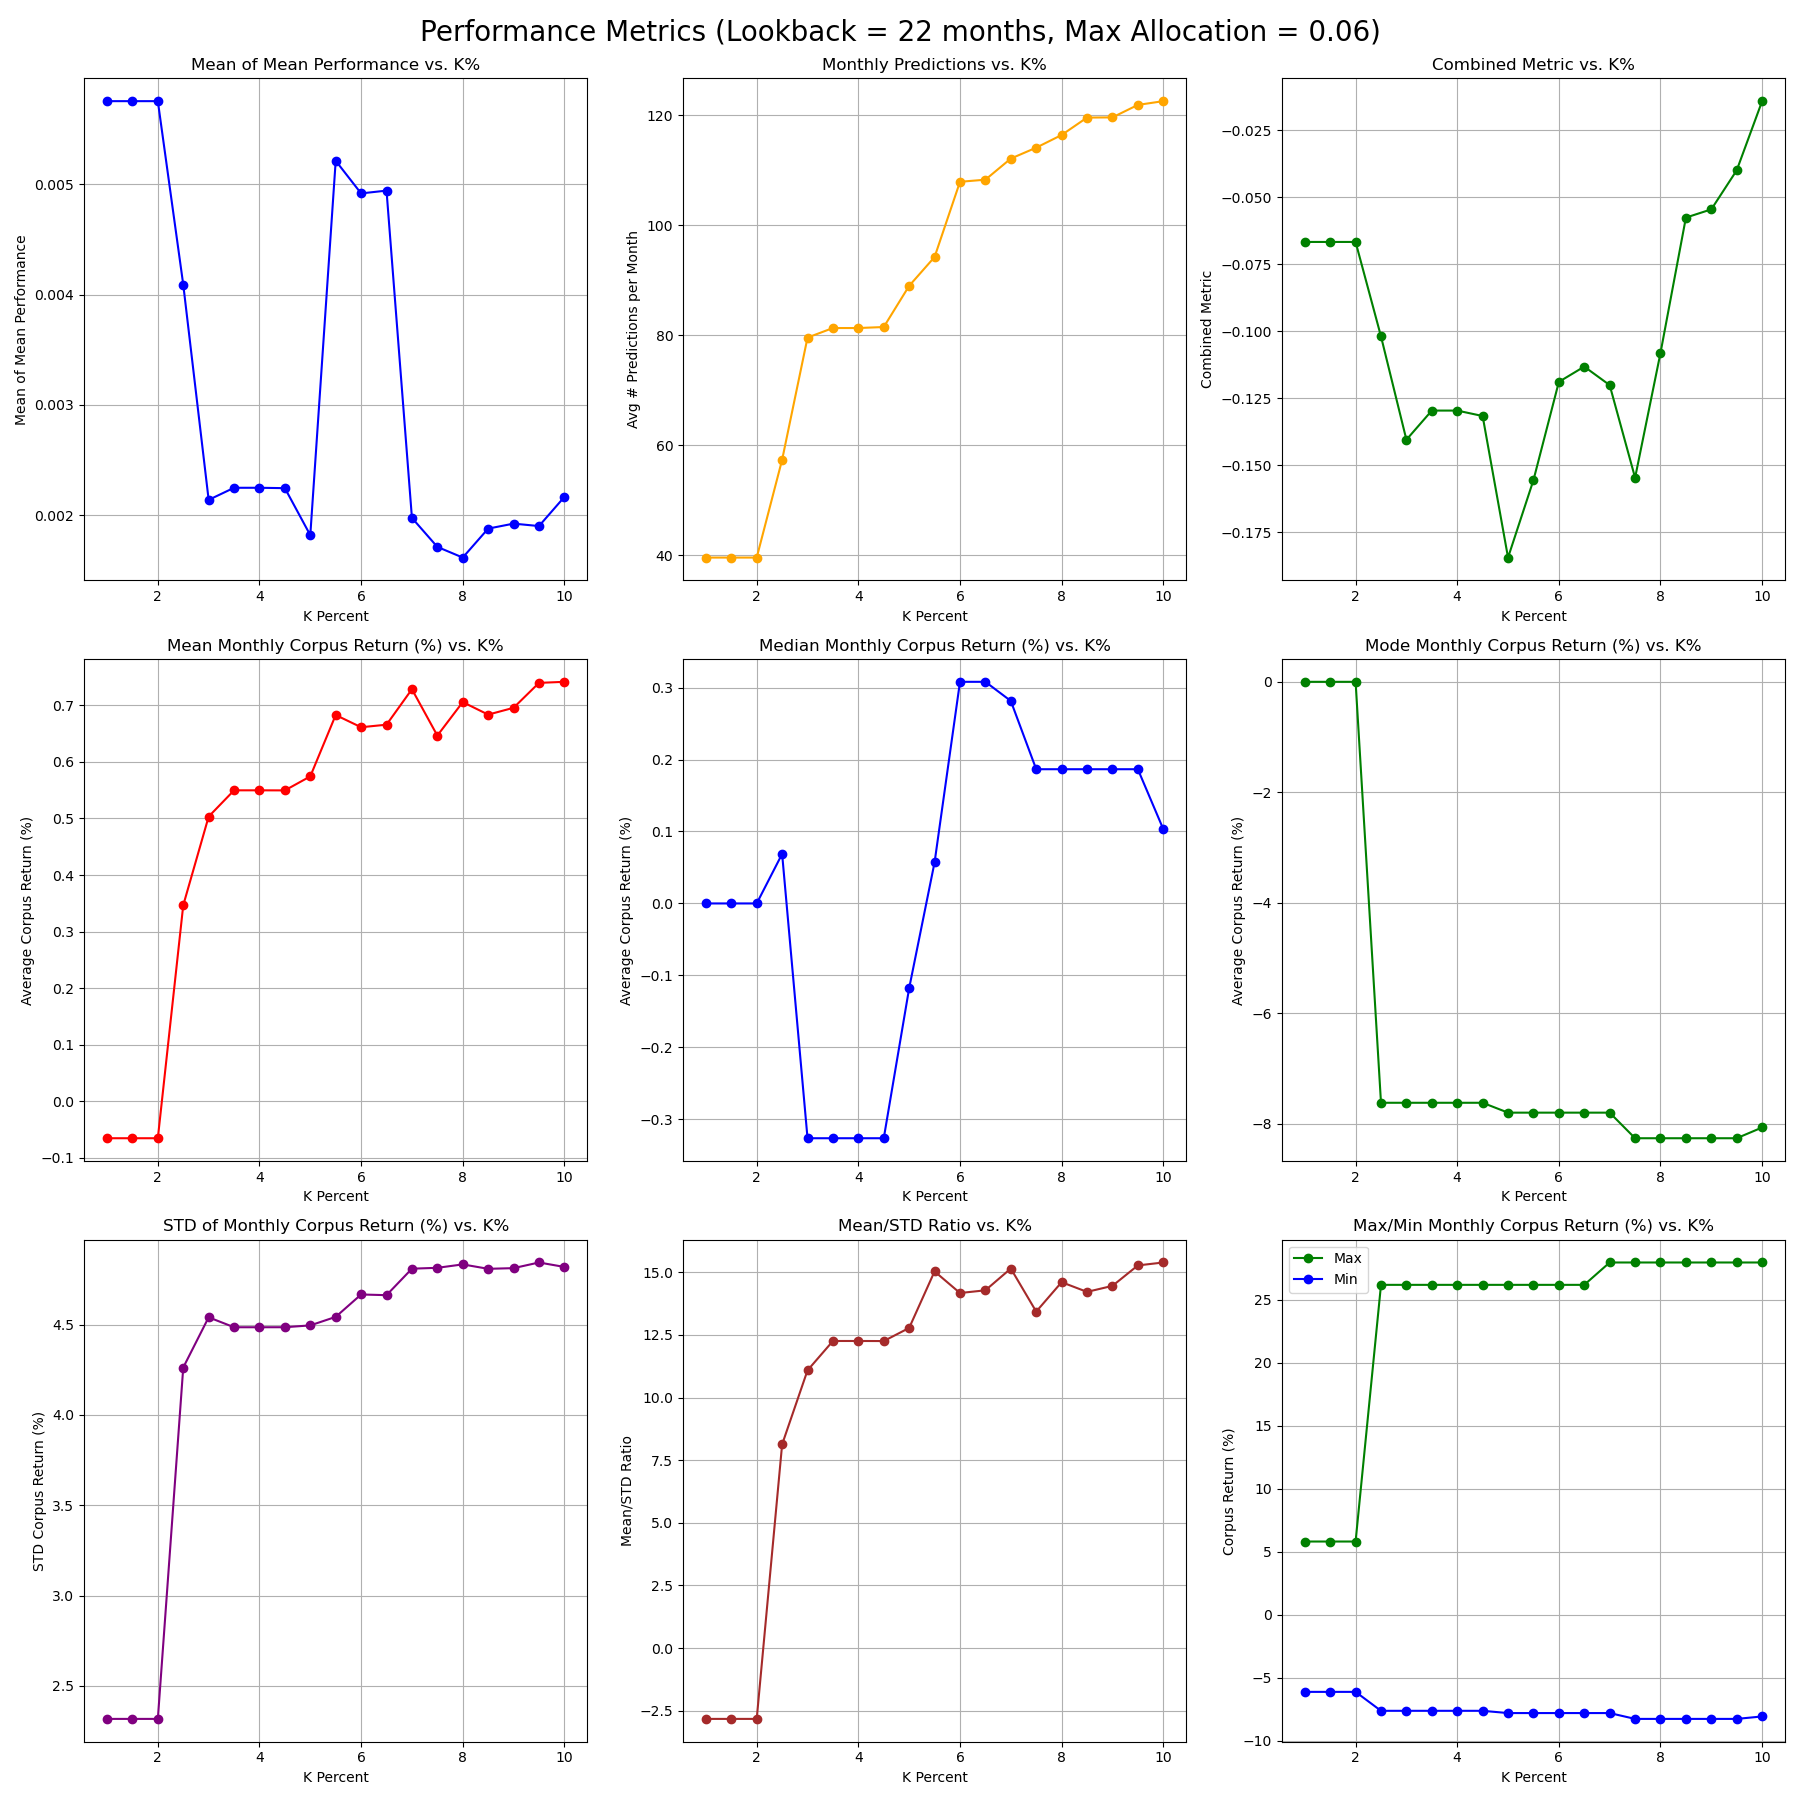 Performance Metrics (Lookback = 22 months, Max Allocation = 0.06)
Mean of Mean Performance vs. K%
Mean of Mean Performance
0.005
0.004
0.003
0.002
2 4 6 8 10
K Percent
Monthly Predictions vs. K%
Avg # Predictions per Month
120
100
80
60
40
2 4 6 8 10
K Percent
Combined Metric vs. K%
Combined Metric
−0.025
−0.050
−0.075
−0.100
−0.125
−0.150
−0.175
2 4 6 8 10
K Percent
Mean Monthly Corpus Return (%) vs. K%
Average Corpus Return (%)
0.7
0.6
0.5
0.4
0.3
0.2
0.1
0.0
−0.1
2 4 6 8 10
K Percent
Median Monthly Corpus Return (%) vs. K%
Average Corpus Return (%)
0.3
0.2
0.1
0.0
−0.1
−0.2
−0.3
2 4 6 8 10
K Percent
Mode Monthly Corpus Return (%) vs. K%
Average Corpus Return (%)
0
−2
−4
−6
−8
2 4 6 8 10
K Percent
STD of Monthly Corpus Return (%) vs. K%
STD Corpus Return (%)
4.5
4.0
3.5
3.0
2.5
2 4 6 8 10
K Percent
Mean/STD Ratio vs. K%
Mean/STD Ratio
15.0
12.5
10.0
7.5
5.0
2.5
0.0
−2.5
2 4 6 8 10
K Percent
Max/Min Monthly Corpus Return (%) vs. K%
Max
Min
Corpus Return (%)
25
20
15
10
5
0
−5
−10
2 4 6 8 10
K Percent